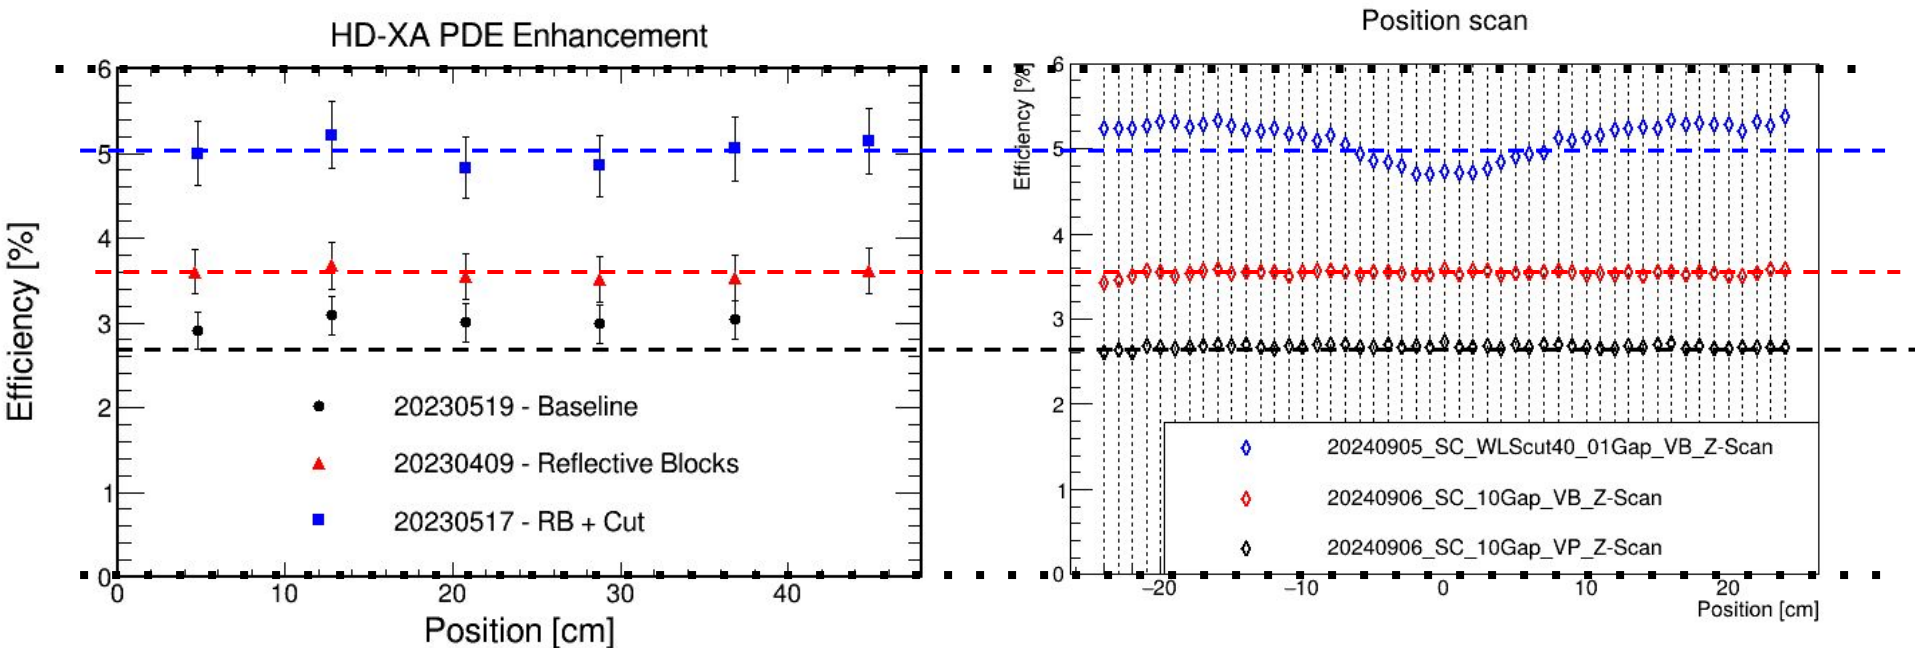 HD-XA PDE Enhancement
Efficiency [%]
6
5
4
3
2
1
0
20230519 - Baseline
20230409 - Reflective Blocks
20230517 - RB + Cut
0 10 20 30 40
Position [cm]
Position scan
Efficiency [%]
6
5
4
3
2
1
0
20240905_SC_WLScut40_01Gap_VB_Z-Scan
20240906_SC_10Gap_VB_Z-Scan
20240906_SC_10Gap_VP_Z-Scan
−20 −10 0 10 20
Position [cm]